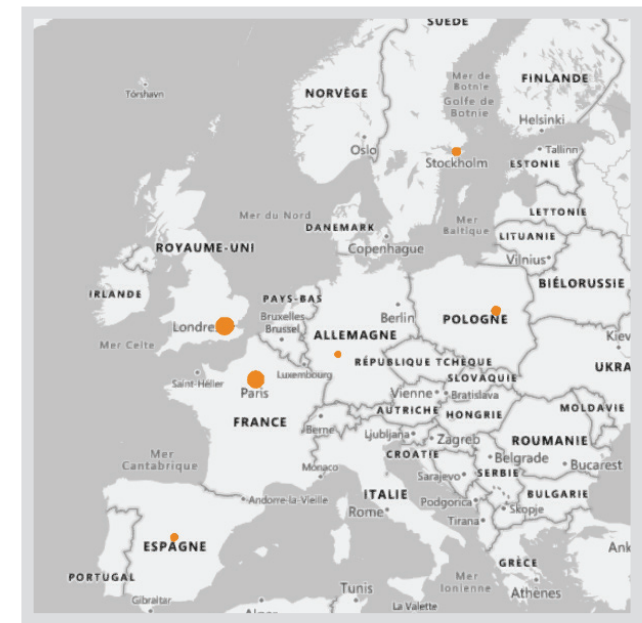 SUÈDE
Tórshavn
NORVÈGE
Mer de
Botnie
Golfe de
Botnie
FINLANDE
Helsinki
Oslo
Stockholm
Tallinn
ESTONIE
Mer du Nord
DANEMARK
Copenhague
Mer
Baltique
LETTONIE
LITUANIE
Vilnius
ROYAUME-UNI
IRLANDE
PAYS-BAS
BIÉLORUSSIE
Londre
Bruxelles
Brussel
Berlin
POLOGNE
Mer Celte
ALLEMAGNE
Kiev
UKRA
Luxembourg
RÉPUBLIQUE TCHÈQUE
SLOVAQUIE
Saint-Hélier
Paris
Vienne
Bratislava
AUTRICHE
HONGRIE
MOLDAVIE
FRANCE
Berne
Ljubljana
Zagreb
ROUMANIE
CROATIE
Belgrade
Bucarest
Mer
Cantabrique
Monaco
Sarajevo
SERBIE
Andorre-la-Vieille
ITALIE
Podgorica
BULGARIE
Rome
Skopje
Tirana
ESPAGNE
Ank
PORTUGAL
GRÈCE
Gibraltar
Tunis
Mer
Ionienne
Athènes
La Valette